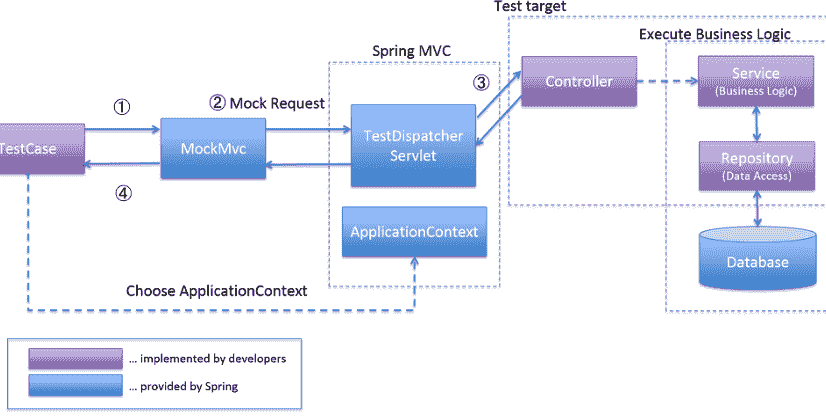 Test target
Execute Business Logic
Spring MVC
③
Controller
Service
(Business Logic)
①
② Mock Request
TestCase
MockMvc
TestDispatcher
Servlet
Repository
(Data Access)
④
ApplicationContext
Database
Choose ApplicationContext
... implemented by developers
... provided by Spring